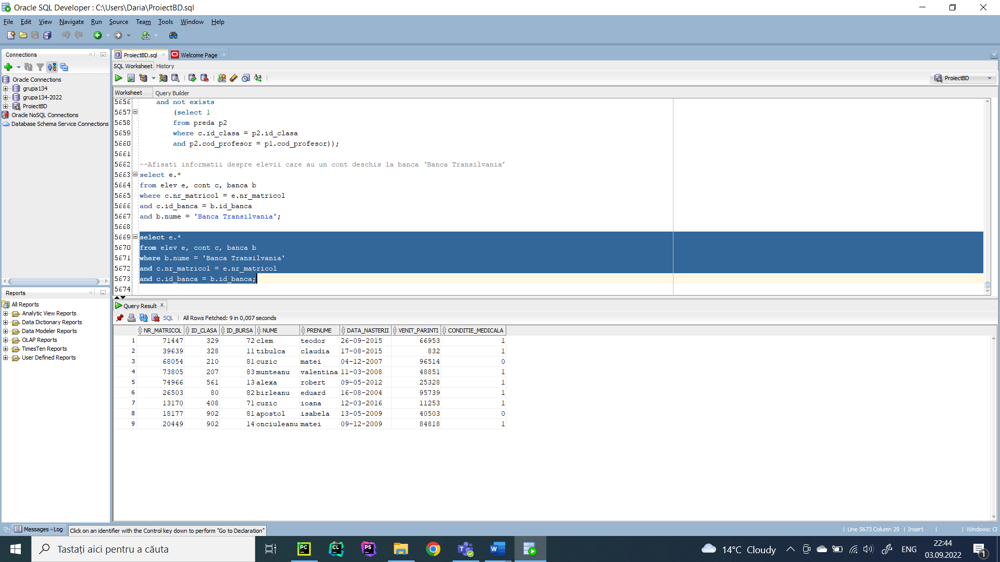 Oracle SQL Developer : C:\Users\Daria\ProiectBD.sql
File Edit View Navigate Run Source Team Tools Window Help
Connections
ProiectBD.sql
Welcome Page
SQL Worksheet History
Oracle Connections
grupa134
grupa134-2022
ProiectBD
Oracle NoSQL Connections
Database Schema Service Connections
ProiectBD
Worksheet Query Builder
5656 and not exists
5657 (select 1
5658 from preda p2
5659 where c.id_clasa = p2.id_clasa
5660 and p2.cod_profesor = p1.cod_profesor));
5661
5662 --Afisati informatii despre elevii care au un cont deschis la banca ‘Banca Transilvania’
5663 select e.*
5664 from elev e, cont c, banca b
5665 where c.nr_matricol = e.nr_matricol
5666 and c.id_banca = b.id_banca
5667 and b.nume = 'Banca Transilvania';
5668
5669 select e.*
5670 from elev e, cont c, banca b
5671 where b.nume = 'Banca Transilvania'
5672 and c.nr_matricol = e.nr_matricol
5673 and c.id_banca = b.id_banca;
5674
Reports
All Reports
Analytic View Reports
Data Dictionary Reports
Data Modeler Reports
OLAP Reports
TimesTen Reports
User Defined Reports
Query Result
SQL | All Rows Fetched: 9 in 0,007 seconds
NR_MATRICOL ID_CLASA ID_BURSA NUME PRENUME DATA_NASTERII VENIT_PARINTI CONDITIE_MEDICALA
1 71447 329 72 clem teodor 26-09-2015 66953 1
2 39639 328 11 tibulca claudia 17-08-2015 832 1
3 68054 210 81 cuzic matei 04-12-2007 96514 0
4 73805 207 83 munteanu valentina 11-03-2008 48851 1
5 74966 561 13 alexa robert 09-05-2012 25328 1
6 26503 80 82 birleanu eduard 16-08-2004 95739 1
7 13170 408 71 cuzic ioana 12-03-2016 11253 1
8 18177 902 81 apostol isabela 13-05-2009 40503 0
9 20449 902 14 onciuleanu matei 09-12-2009 84818 1
Messages - Log
Click on an identifier with the Control key down to perform "Go to Declaration"
| Line 5673 Column 29 | Insert | | Windows:
Tastați aici pentru a căuta
14°C Cloudy
ENG
22:44
03.09.2022
1